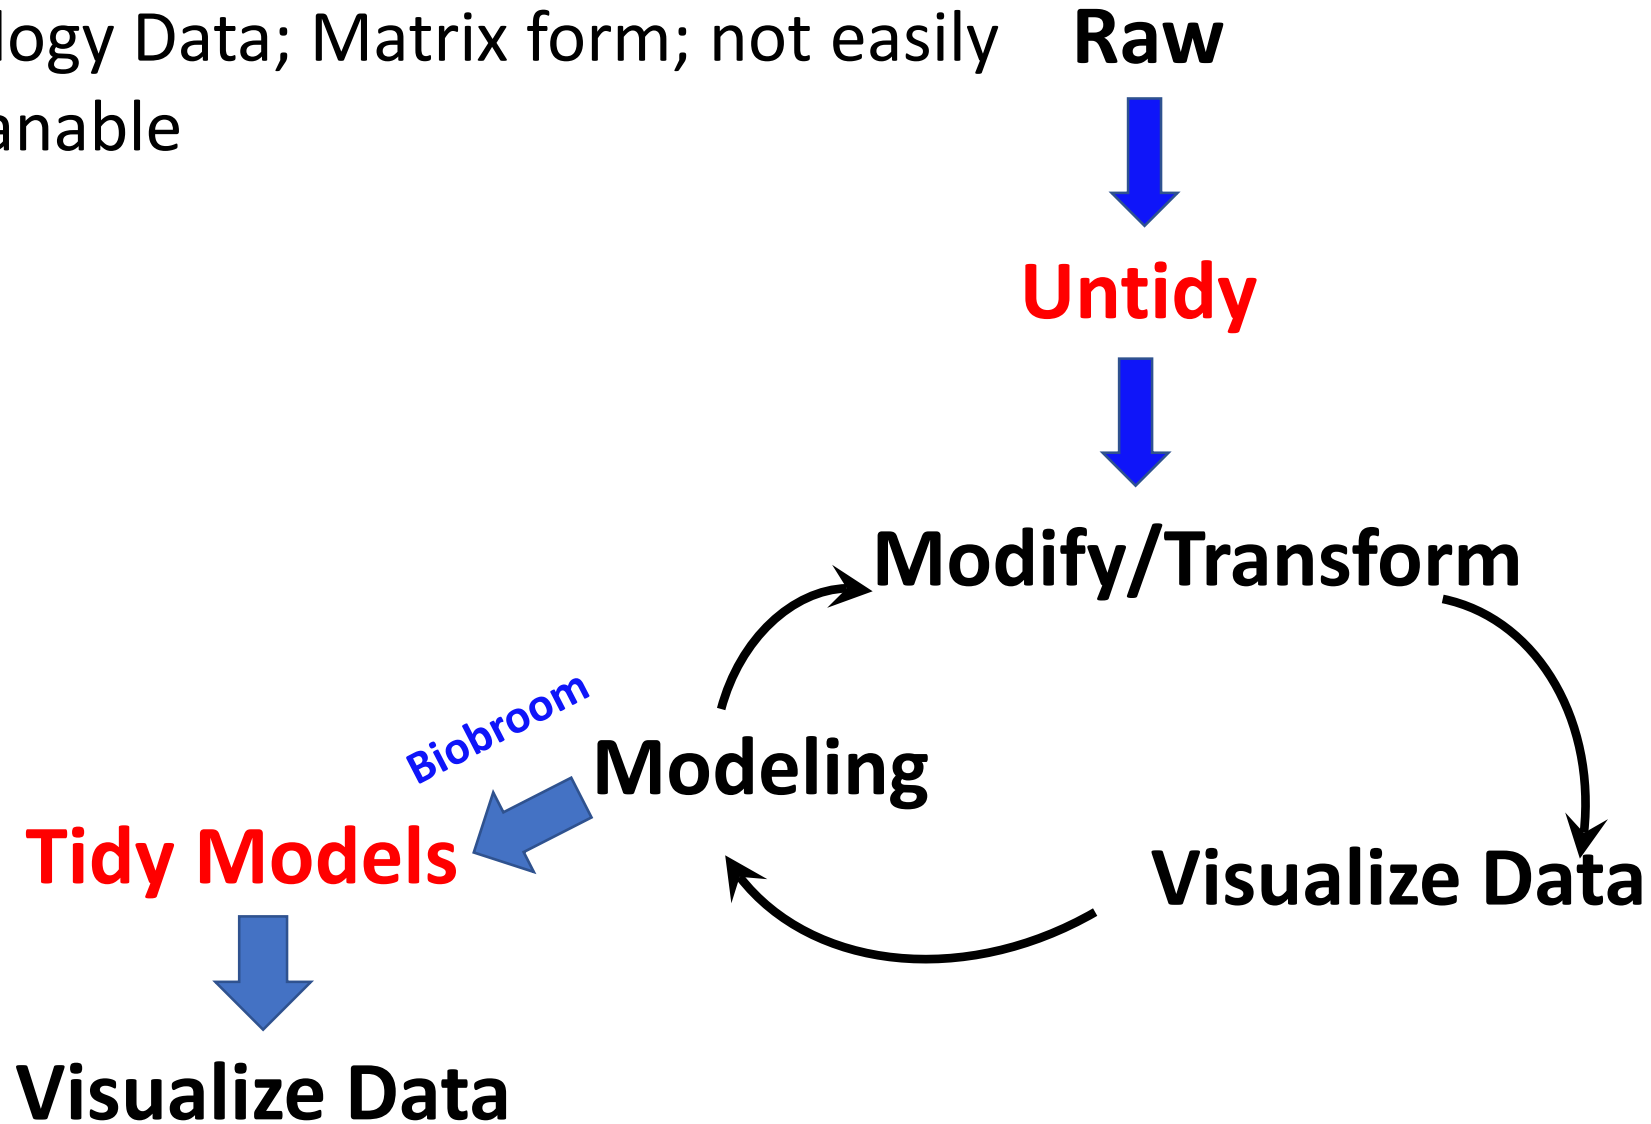 logy Data; Matrix form; not easily
anable
Raw
Untidy
Modify/Transform
Biobroom
Modeling
Tidy Models
Visualize Data
Visualize Data